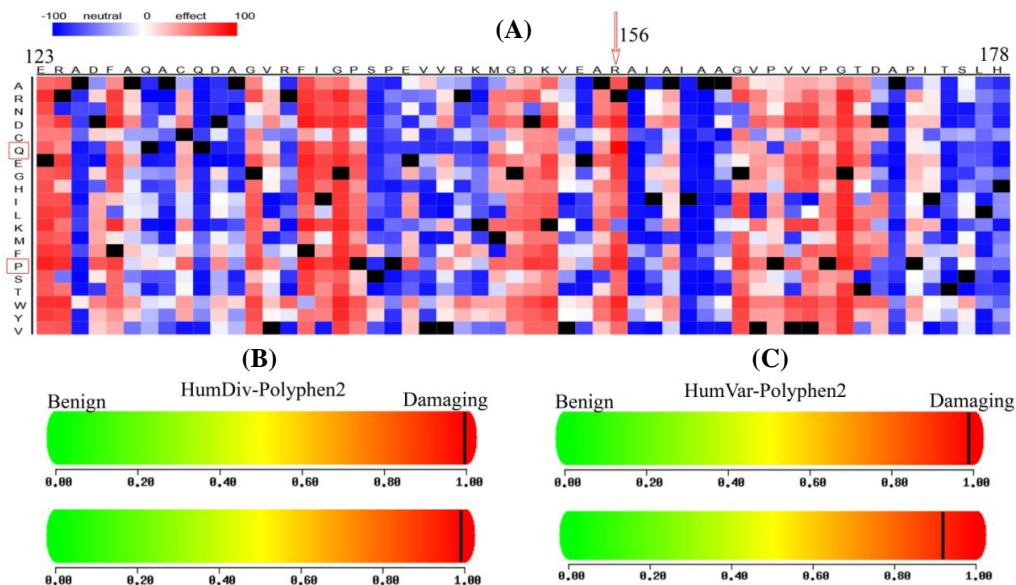 (A)
-100 neutral 0 effect 100
156
123
178
E R A D F A Q A C Q D A G V R F I G P S P E V V R K M G D K V E A R A I A I A A G V P V V P G T D A P I T S L H
A
R
N
D
C
Q
E
G
H
I
L
K
M
F
P
S
T
W
Y
V
(B)
HumDiv-Polyphen2
Benign
Damaging
0.00 0.20 0.40 0.60 0.80 1.00
0.00 0.20 0.40 0.60 0.80 1.00
(C)
HumVar-Polyphen2
Benign
Damaging
0.00 0.20 0.40 0.60 0.80 1.00
0.00 0.20 0.40 0.60 0.80 1.00